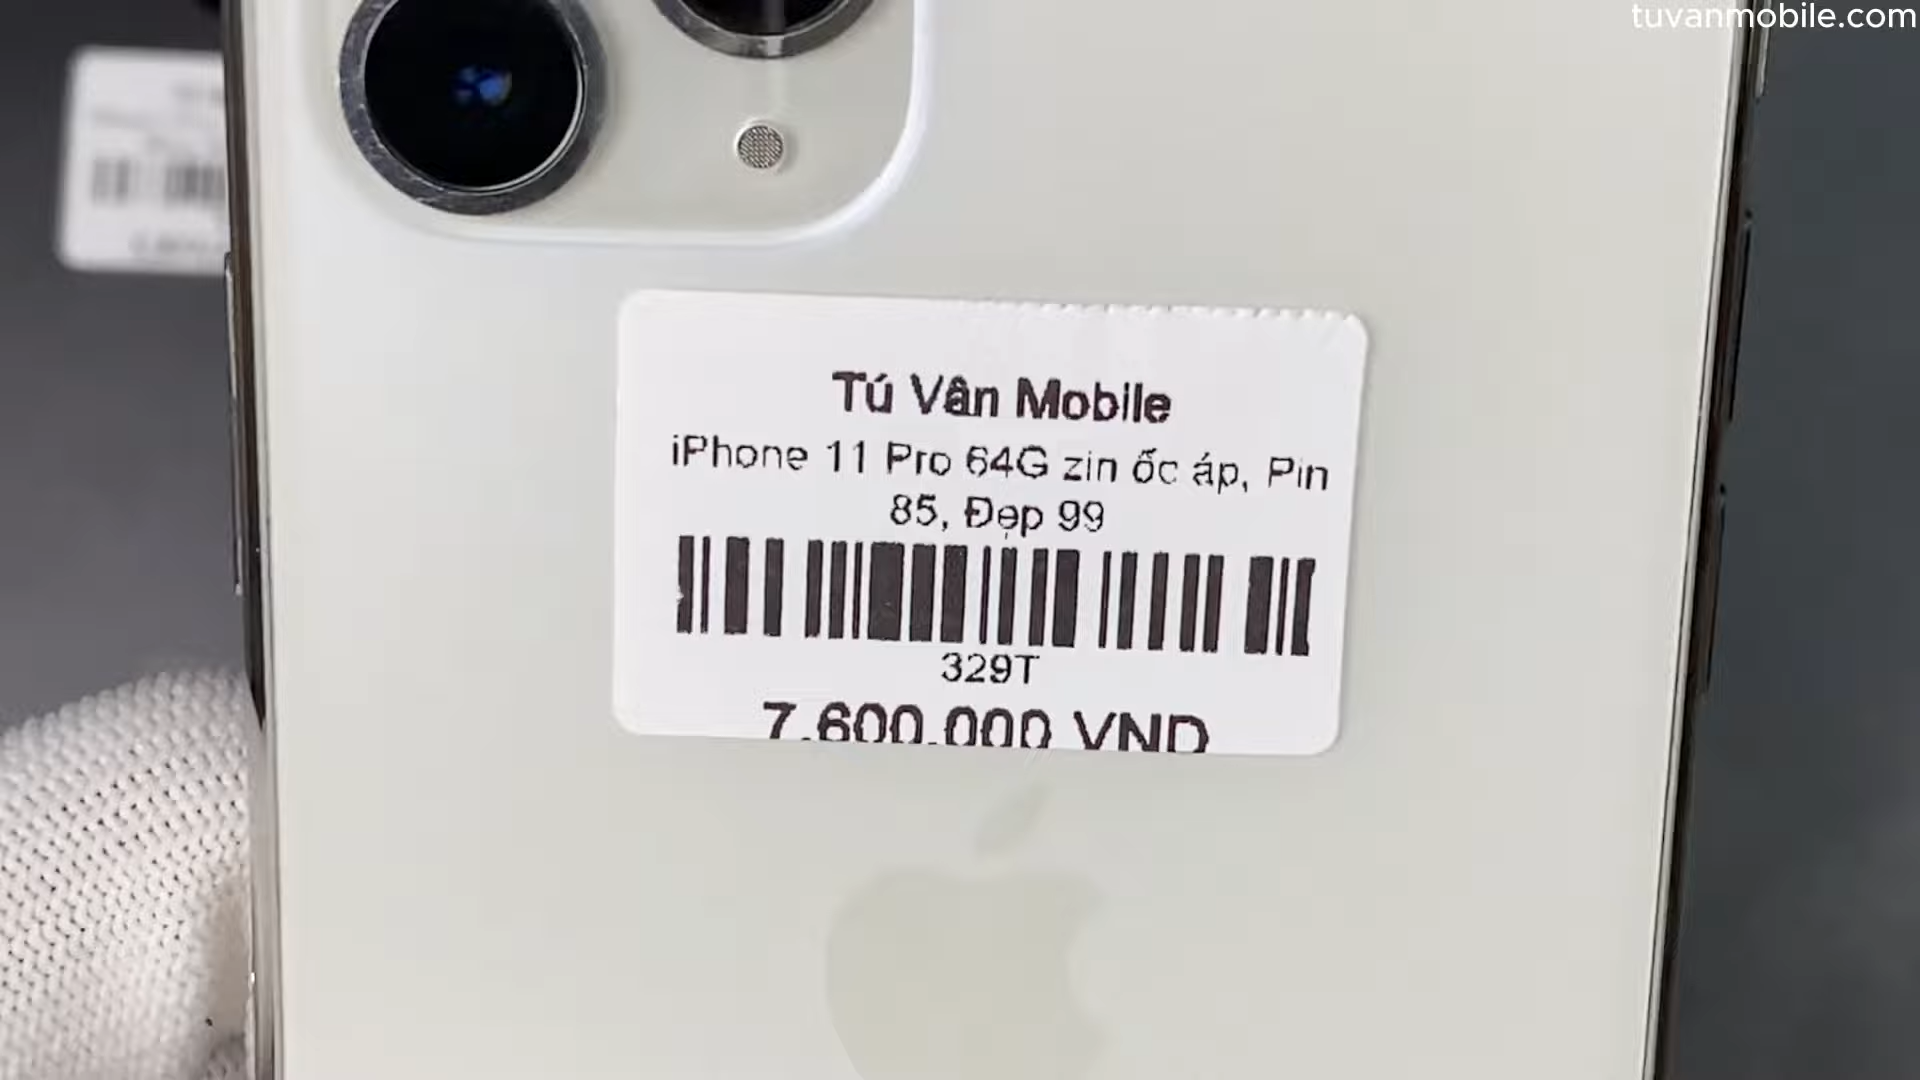 tuvanmobile.com
Tú Vân Mobile
iPhone 11 Pro 64G zin ốc áp, Pin
85, Đẹp 99
329T
7.600.000 VND